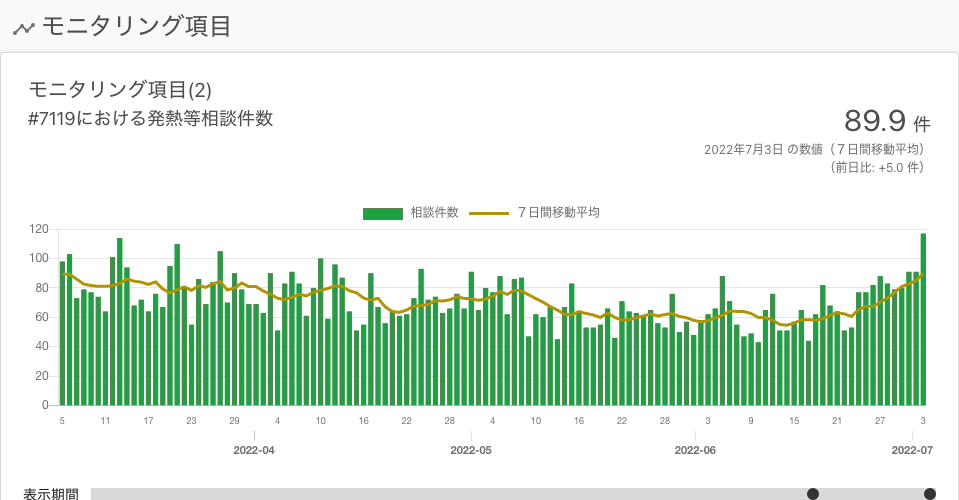 モニタリング項目
モニタリング項目(2)
#7119における発熱等相談件数
89.9 件
2022年7月3日 の数値（７日間移動平均）
（前日比: +5.0 件）
相談件数 ７日間移動平均
120
100
80
60
40
20
0
5 11 17 23 29 4 10 16 22 28 4 10 16 22 28 3 9 15 21 27 3
2022-04 2022-05 2022-06 2022-07
表示期間